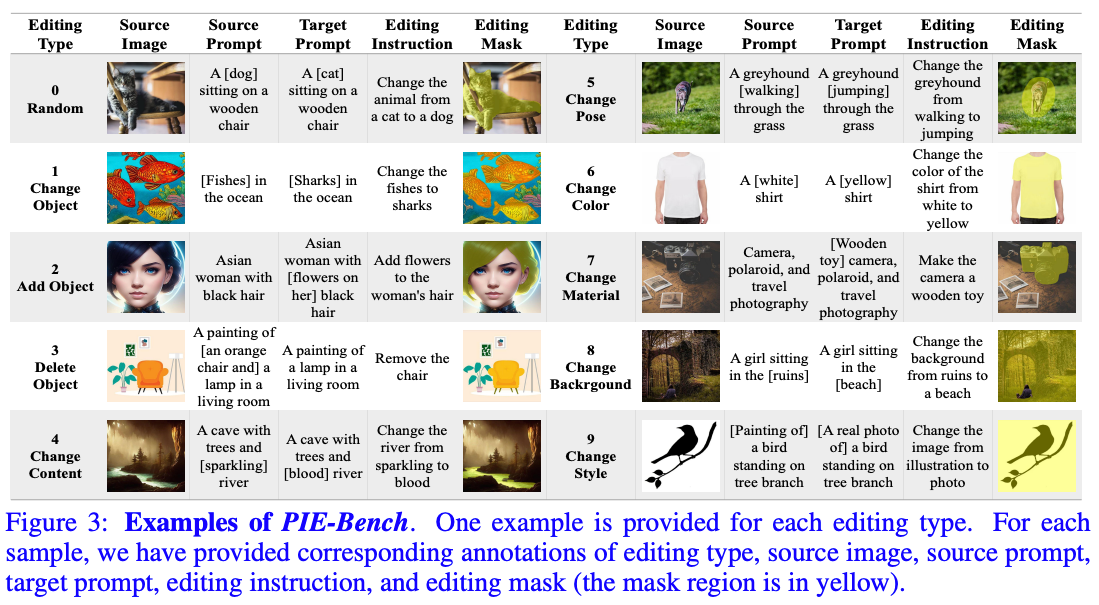 Editing
Type
Source
Image
Source
Prompt
Target
Prompt
Editing
Instruction
Editing
Mask
Editing
Type
Source
Image
Source
Prompt
Target
Prompt
Editing
Instruction
Editing
Mask
0
Random
A [dog]
sitting on a
wooden
chair
A [cat]
sitting on a
wooden
chair
Change the
animal from
a cat to a dog
5
Change
Pose
A greyhound
[walking]
through the
grass
A greyhound
[jumping]
through the
grass
Change the
greyhound
from
walking to
jumping
1
Change
Object
[Fishes] in
the ocean
[Sharks] in
the ocean
Change the
fishes to
sharks
6
Change
Color
A [white]
shirt
A [yellow]
shirt
Change the
color of the
shirt from
white to
yellow
2
Add Object
Asian
woman with
black hair
Asian
woman with
[flowers on
her] black
hair
Add flowers
to the
woman's hair
7
Change
Material
Camera,
polaroid, and
travel
photography
[Wooden
toy] camera,
polaroid, and
travel
photography
Make the
camera a
wooden toy
3
Delete
Object
A painting of
[an orange
chair and] a
lamp in a
living room
A painting of
a lamp in a
living room
Remove the
chair
8
Change
Backrgound
A girl sitting
in the [ruins]
A girl sitting
in the
[beach]
Change the
background
from ruins to
a beach
4
Change
Content
A cave with
trees and
[sparkling]
river
A cave with
trees and
[blood] river
Change the
river from
sparkling to
blood
9
Change
Style
[Painting of]
a bird
standing on
tree branch
[A real photo
of] a bird
standing on
tree branch
Change the
image from
illustration to
photo
Figure 3: Examples of PIE-Bench. One example is provided for each editing type. For each
sample, we have provided corresponding annotations of editing type, source image, source prompt,
target prompt, editing instruction, and editing mask (the mask region is in yellow).